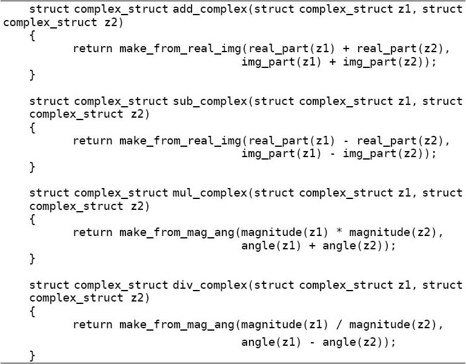 struct complex_struct add_complex(struct complex_struct z1, struct
complex_struct z2)
{
return make_from_real_img(real_part(z1) + real_part(z2),
img_part(z1) + img_part(z2));
}
struct complex_struct sub_complex(struct complex_struct z1, struct
complex_struct z2)
{
return make_from_real_img(real_part(z1) - real_part(z2),
img_part(z1) - img_part(z2));
}
struct complex_struct mul_complex(struct complex_struct z1, struct
complex_struct z2)
{
return make_from_mag_ang(magnitude(z1) * magnitude(z2),
angle(z1) + angle(z2));
}
struct complex_struct div_complex(struct complex_struct z1, struct
complex_struct z2)
{
return make_from_mag_ang(magnitude(z1) / magnitude(z2),
angle(z1) - angle(z2));
}